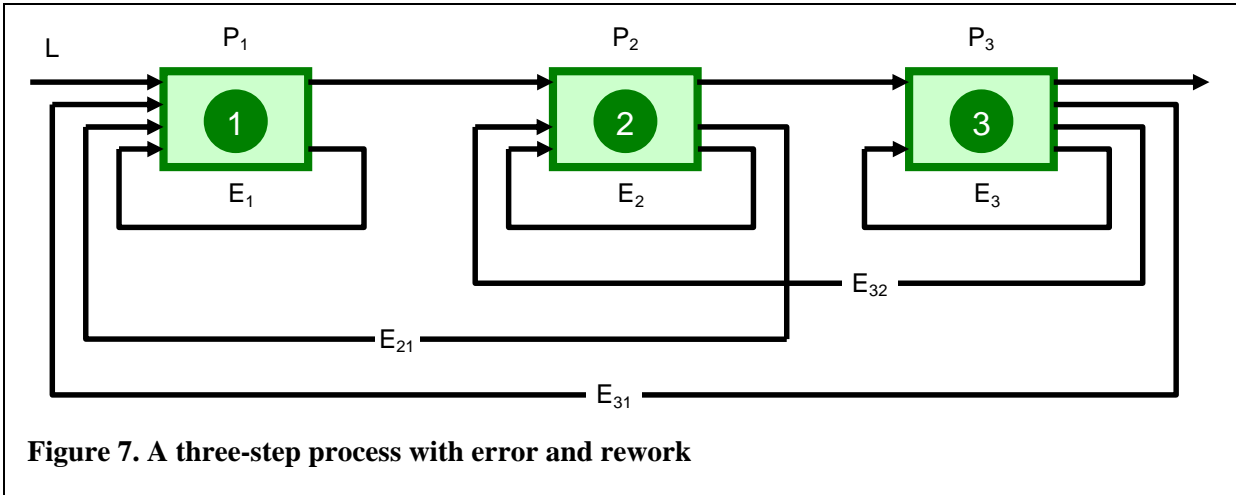 L P₁ P₂ P₃
1 2 3
E₁ E₂ E₃
E₃₂
E₂₁
E₃₁
Figure 7. A three-step process with error and rework